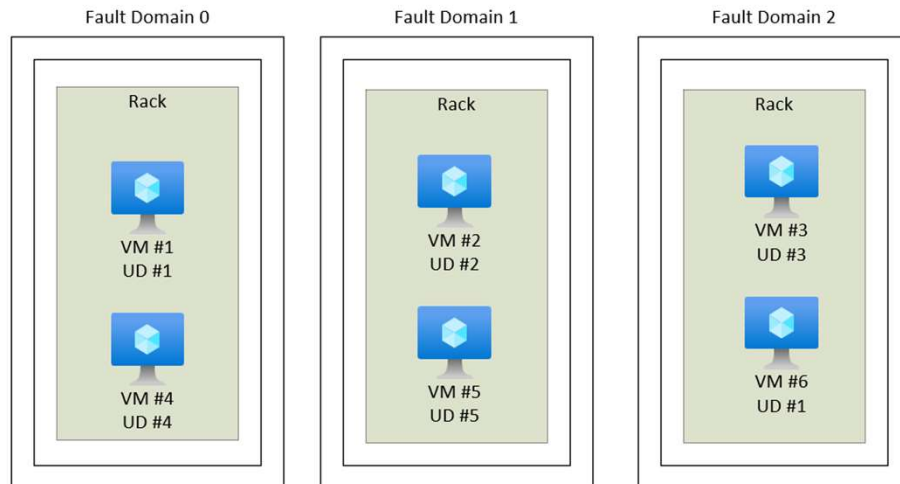 Fault Domain 0
Rack
VM #1
UD #1
VM #4
UD #4
Fault Domain 1
Rack
VM #2
UD #2
VM #5
UD #5
Fault Domain 2
Rack
VM #3
UD #3
VM #6
UD #1